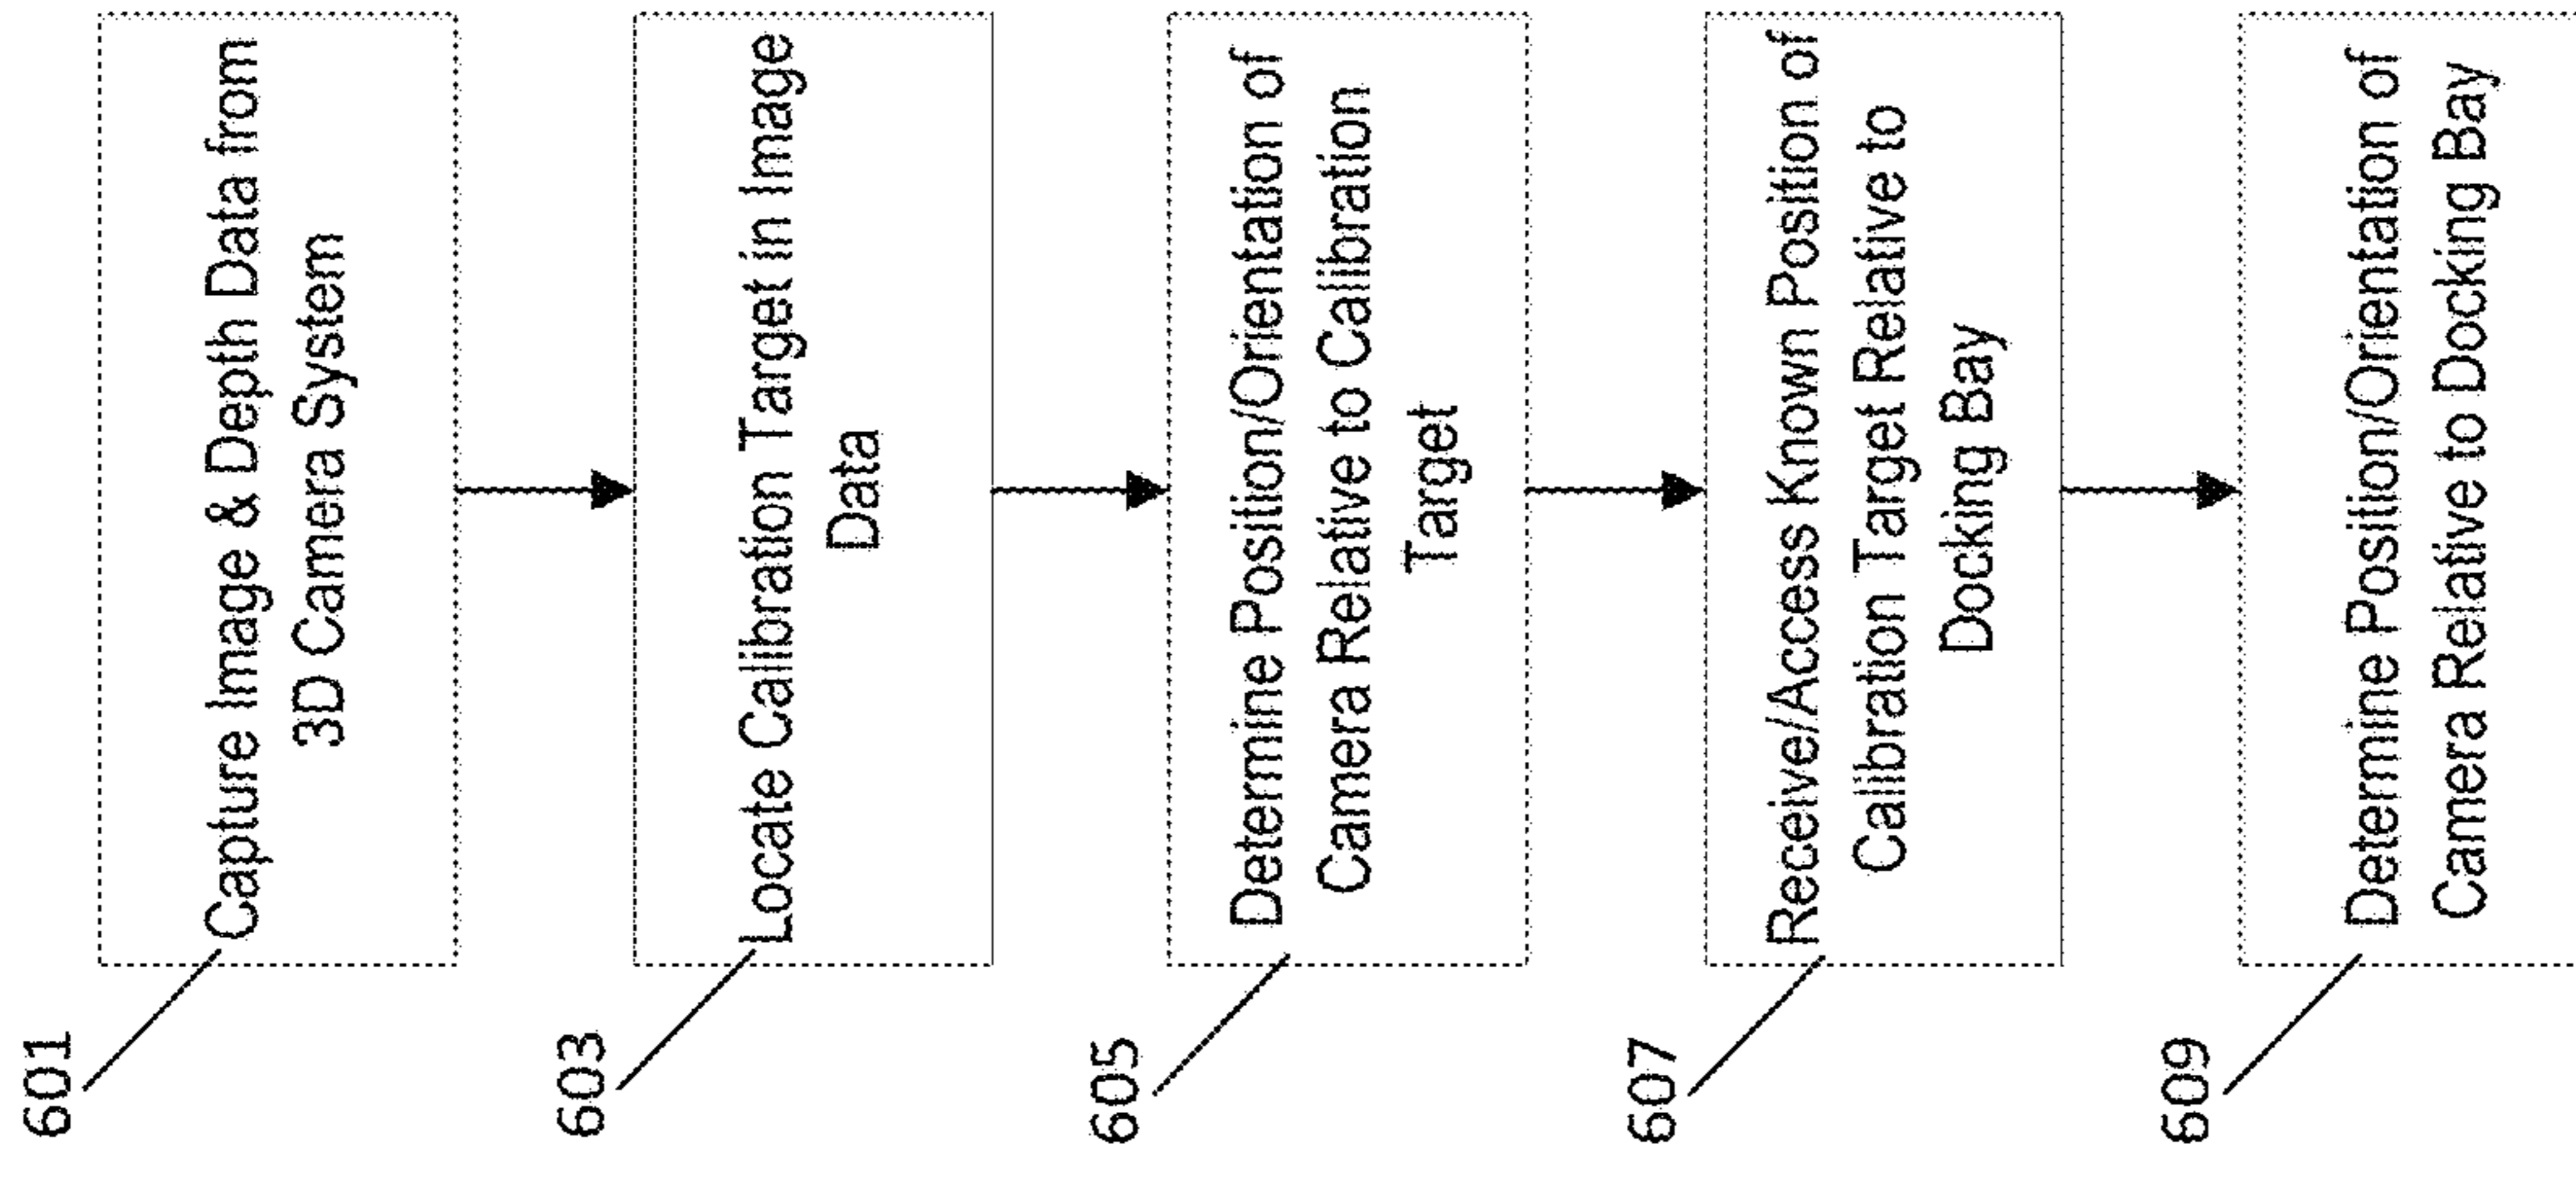 601
Capture Image & Depth Data from
3D Camera System
603
Locate Calibration Target in Image
Data
605
Determine Position/Orientation of
Camera Relative to Calibration
Target
607
Receive/Access Known Position of
Calibration Target Relative to
Docking Bay
609
Determine Position/Orientation of
Camera Relative to Docking Bay